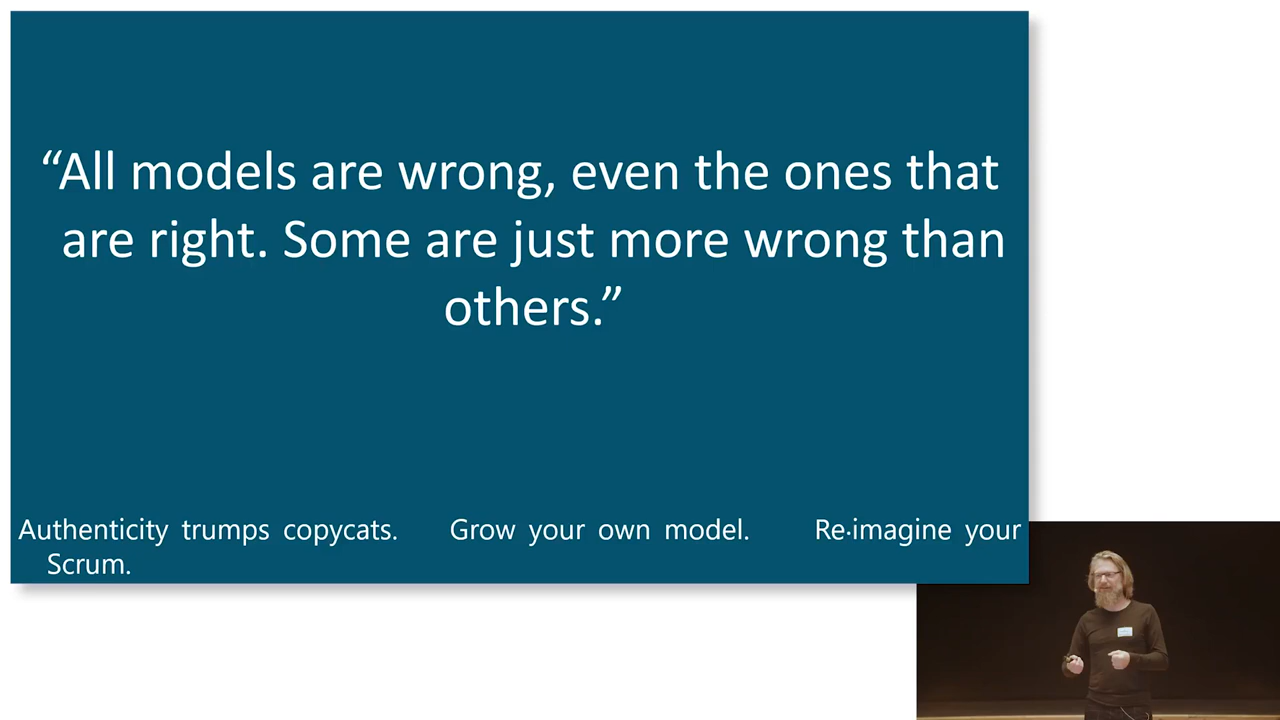 “All models are wrong, even the ones that
are right. Some are just more wrong than
others.”
Authenticity trumps copycats. Grow your own model. Re·imagine your
Scrum.